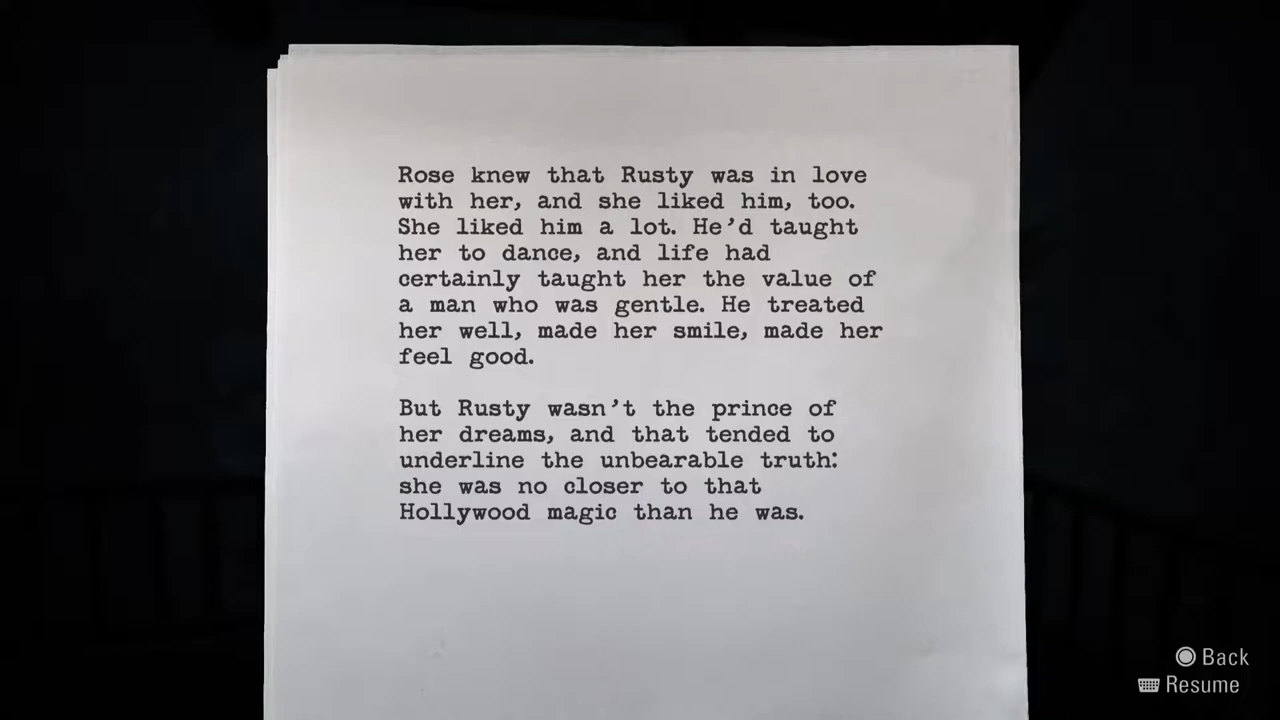 Rose knew that Rusty was in love
with her, and she liked him, too.
She liked him a lot. He’d taught
her to dance, and life had
certainly taught her the value of
a man who was gentle. He treated
her well, made her smile, made her
feel good.
But Rusty wasn’t the prince of
her dreams, and that tended to
underline the unbearable truth:
she was no closer to that
Hollywood magic than he was.
Back
Resume